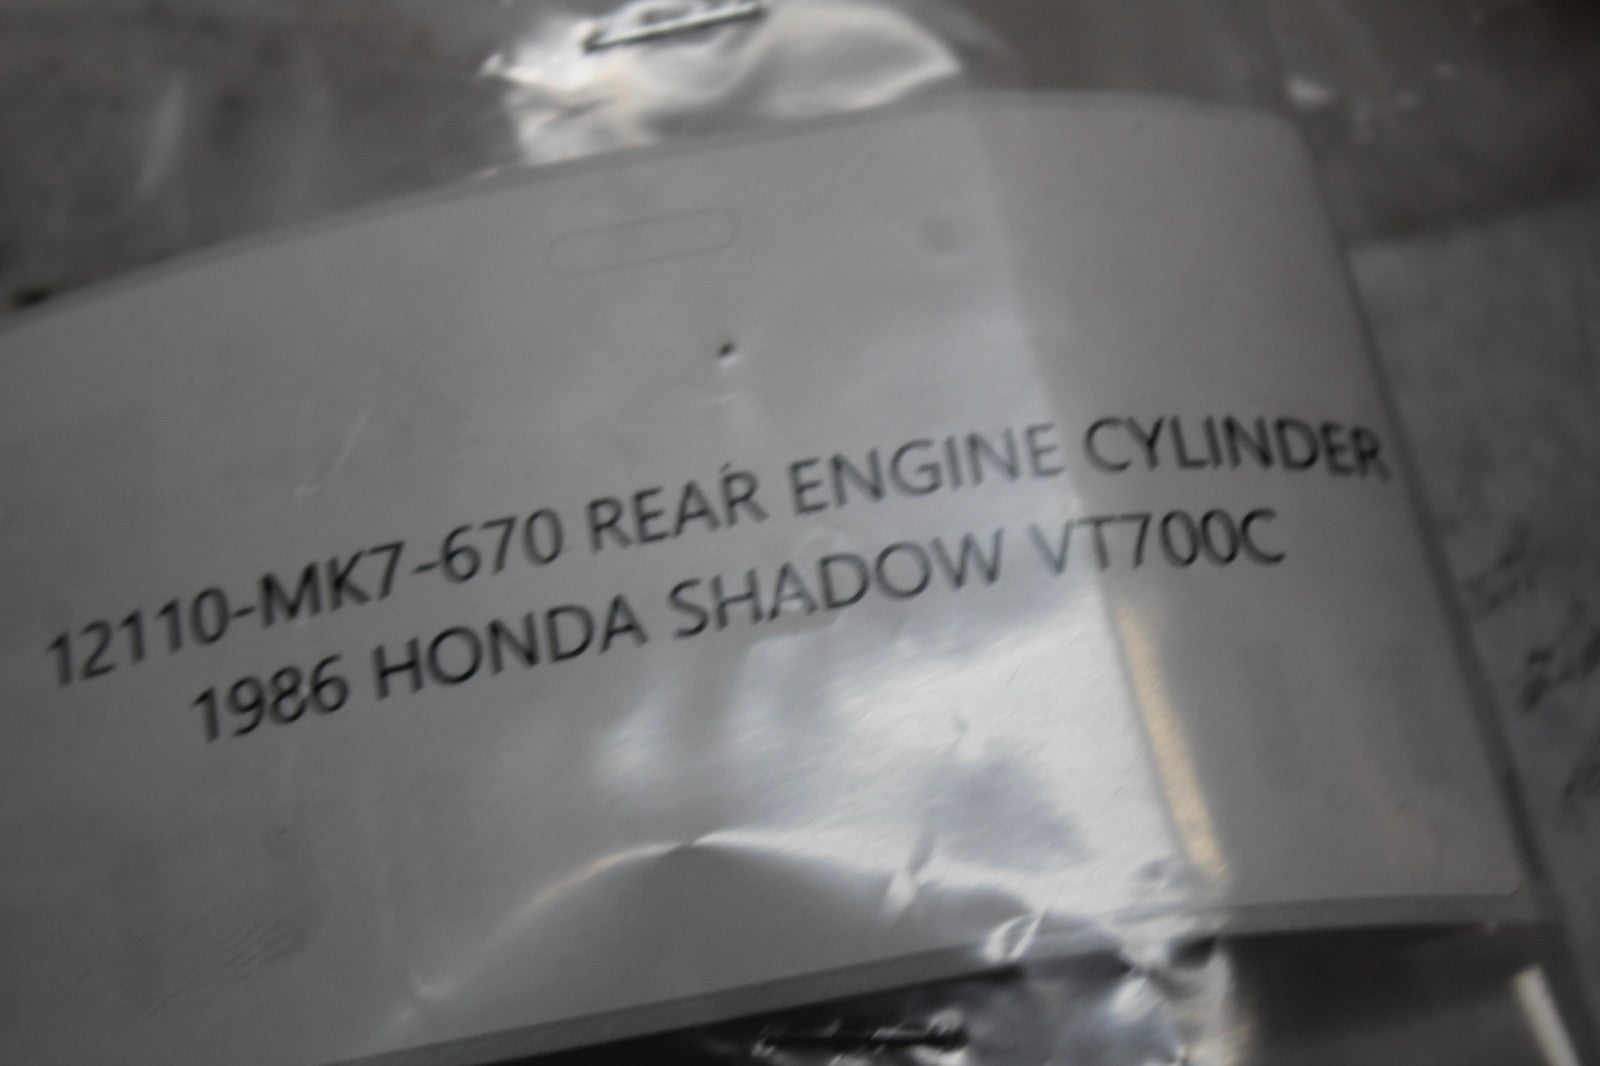 12110-MK7-670 REAR ENGINE CYLINDER
1986 HONDA SHADOW VT700C